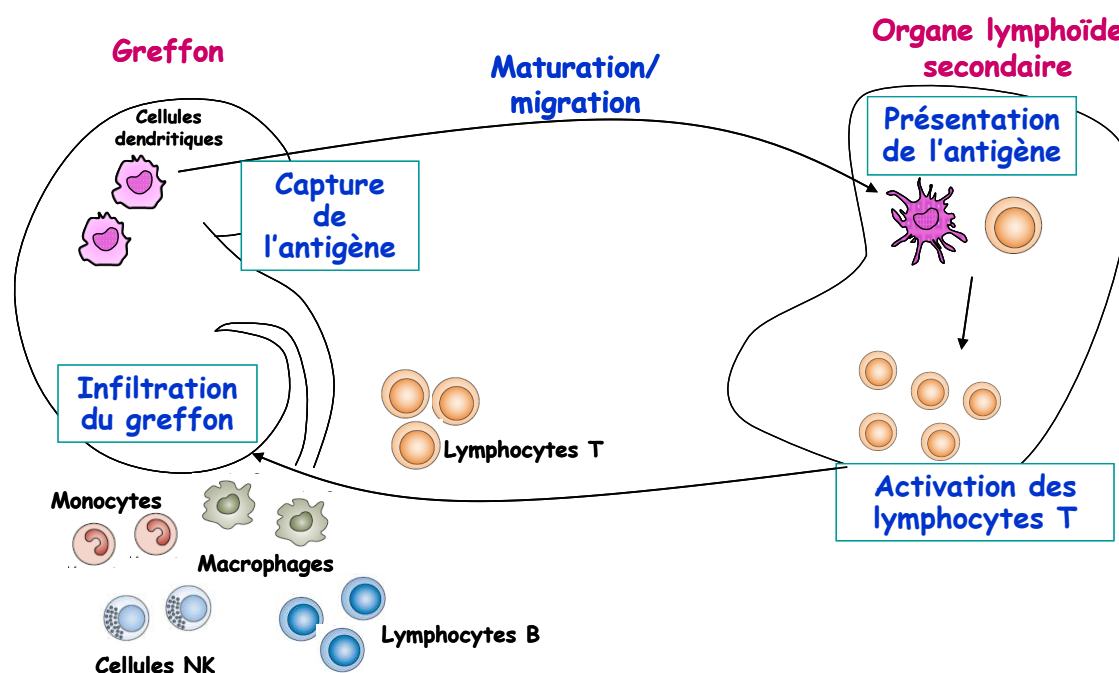 Greffon
Organe lymphoïde
secondaire
Maturation/
migration
Cellules
dendritiques
Présentation
de l'antigène
Capture
de
l'antigène
Infiltration
du greffon
Lymphocytes T
Activation des
lymphocytes T
Monocytes
Macrophages
Lymphocytes B
Cellules NK